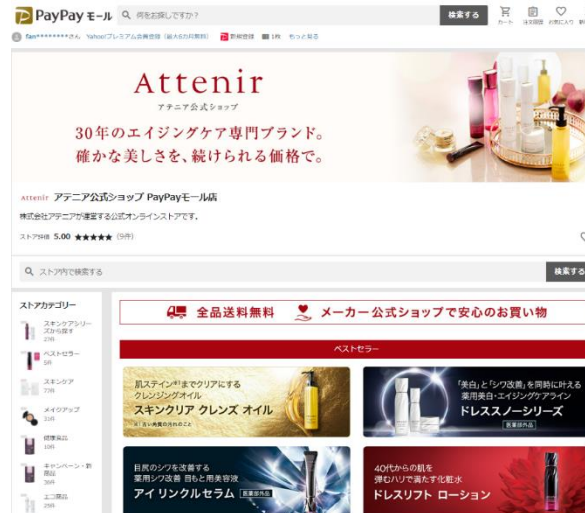 PayPay モール
何をお探しですか?
検索する
カート
注文履歴
お気に入り
さん Yahoo!プレミアム会員登録(最大6カ月無料) 新規登録 1枚 もっと見る
Attenir
アテニア公式ショップ
30年のエイジングケア専門ブランド。
確かな美しさを、続けられる価格で。
Attenir アテニア公式ショップ PayPayモール店
株式会社アテニアが運営する公式オンラインストアです。
ストア評価 5.00 ★★★★★ (9件)
ストア内で検索する
検索する
ストアカテゴリー
スキンケアシリーズから探す
ベストセラー
5件
スキンケア
メイクアップ
健康食品
キャンペーン・新商品
エコ商品
全品送料無料 メーカー公式ショップで安心のお買い物
ベストセラー
肌ステイン※1までクリアにする
クレンジングオイル
スキンクリア クレンズ オイル
「美白」と「シワ改善」を同時に叶える
薬用美白・エイジングケアライン
ドレススノーシリーズ
医薬部外品
目尻のシワを改善する
薬用シワ改善 目もと用美容液
アイ リンクルセラム 医薬部外品
40代からの肌を
弾むハリで満たす化粧水
ドレスリフト ローション